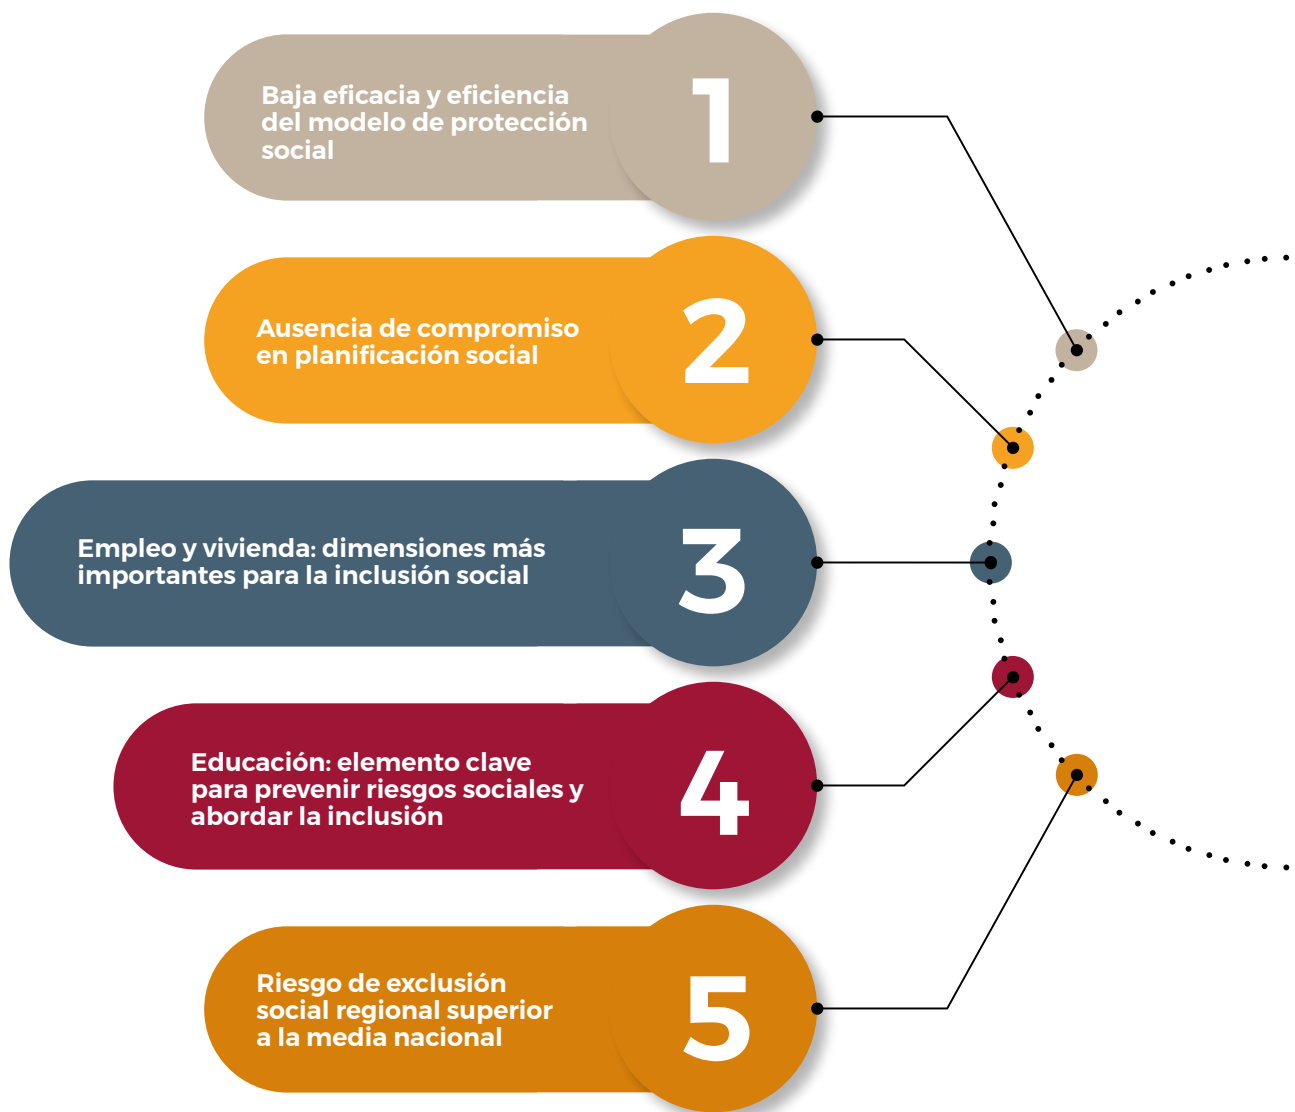 Baja eficacia y eficiencia
del modelo de protección
social
1
Ausencia de compromiso
en planificación social
2
Empleo y vivienda: dimensiones más
importantes para la inclusión social
3
Educación: elemento clave
para prevenir riesgos sociales y
abordar la inclusión
4
Riesgo de exclusión
social regional superior
a la media nacional
5